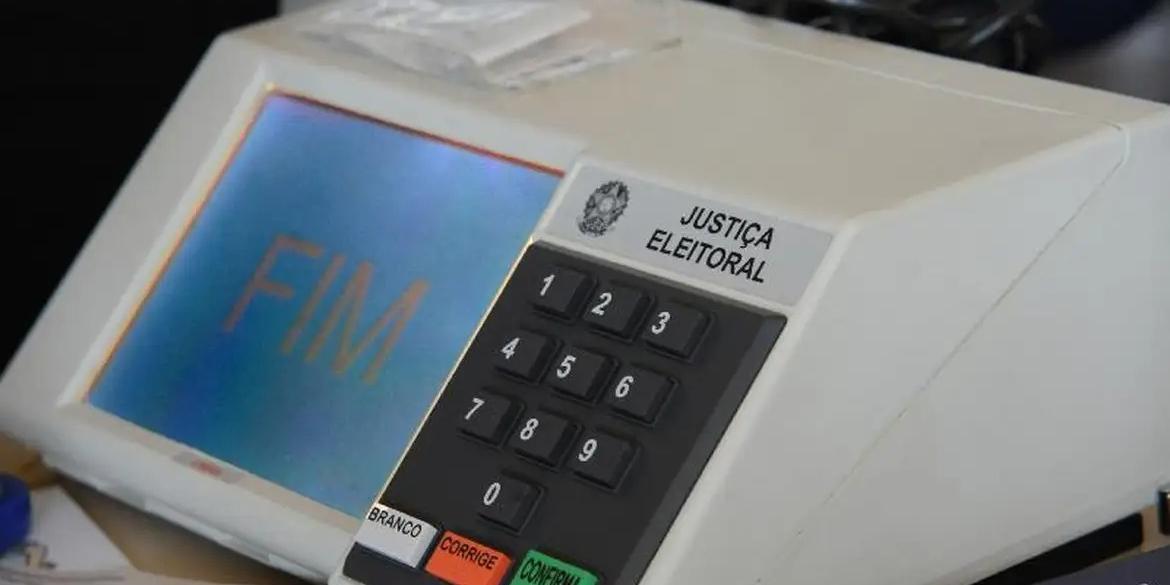 FIM
JUSTIÇA
ELEITORAL
1 2 3
4 5 6
7 8 9
0
BRANCO
CORRIGE
CONFIRMA